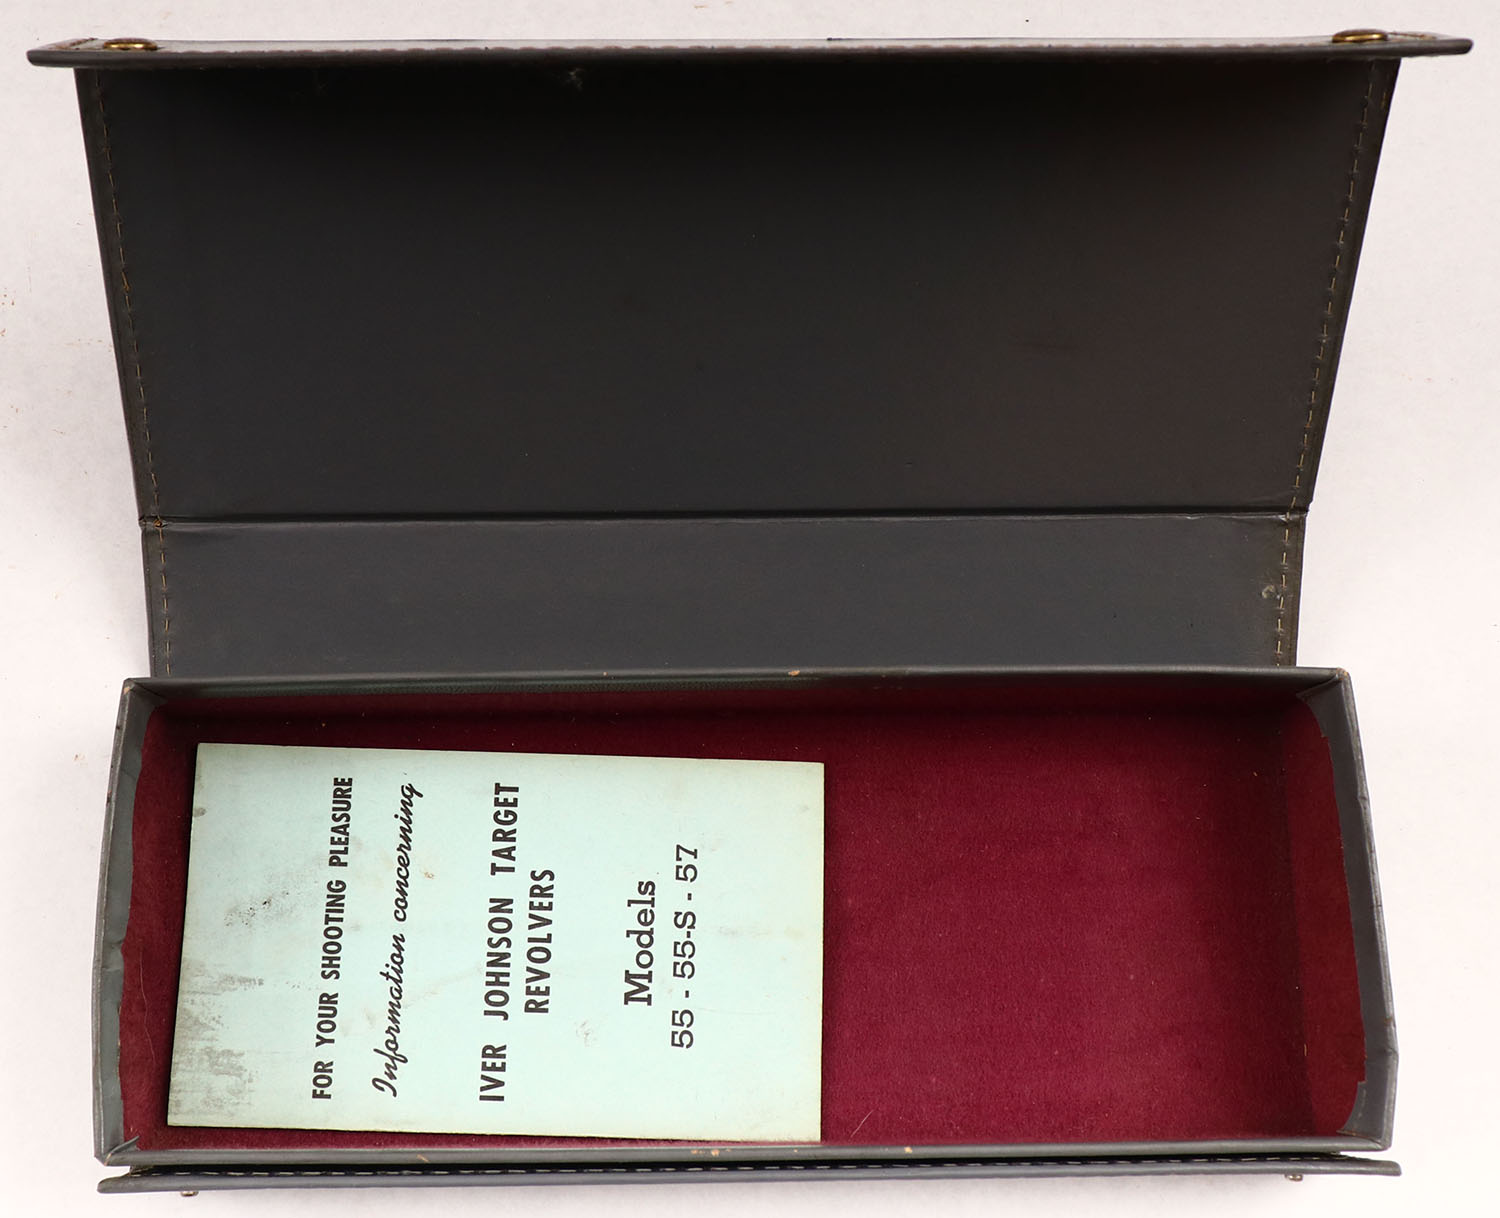 FOR YOUR SHOOTING PLEASURE
Information concerning
IVER JOHNSON TARGET
REVOLVERS
Models
55 - 55-S - 57